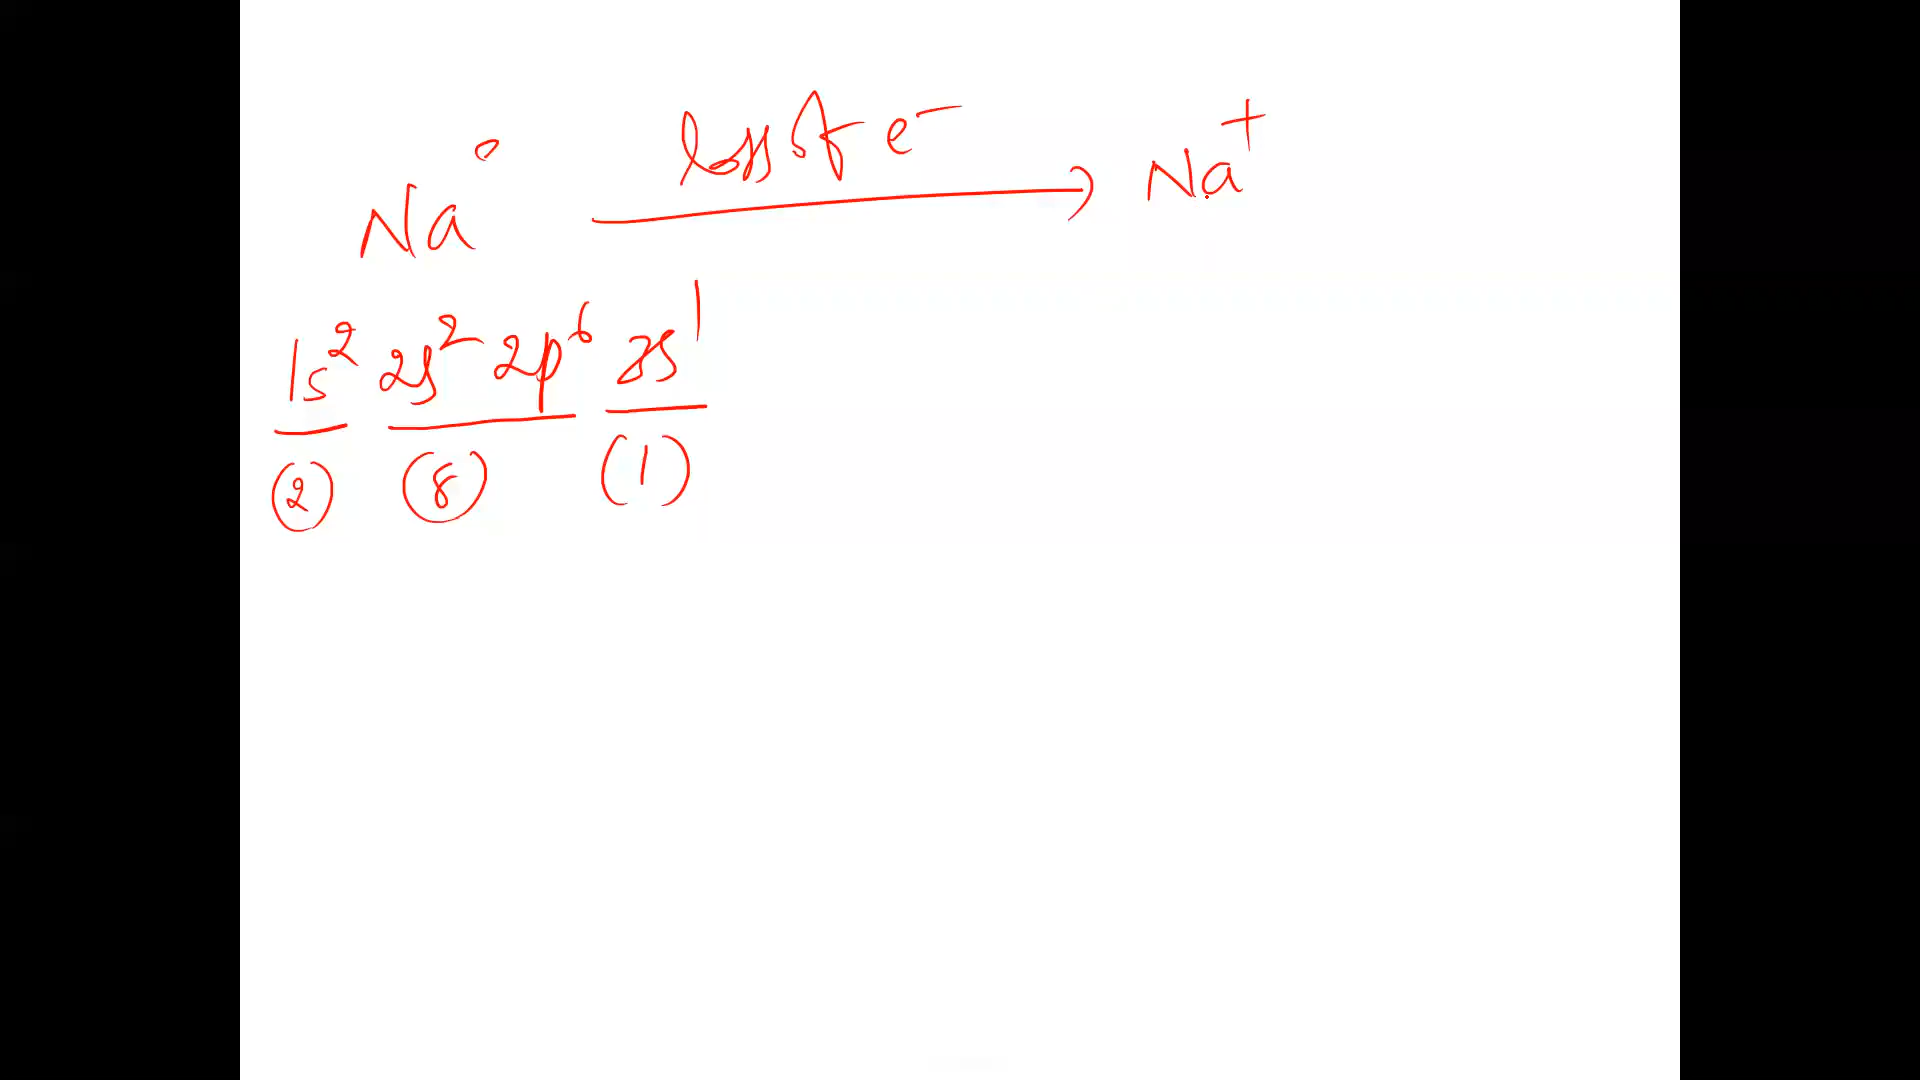 Na° loss of e⁻ → Na⁺
1s² 2s² 2p⁶ 3s¹
(2) (8) (1)